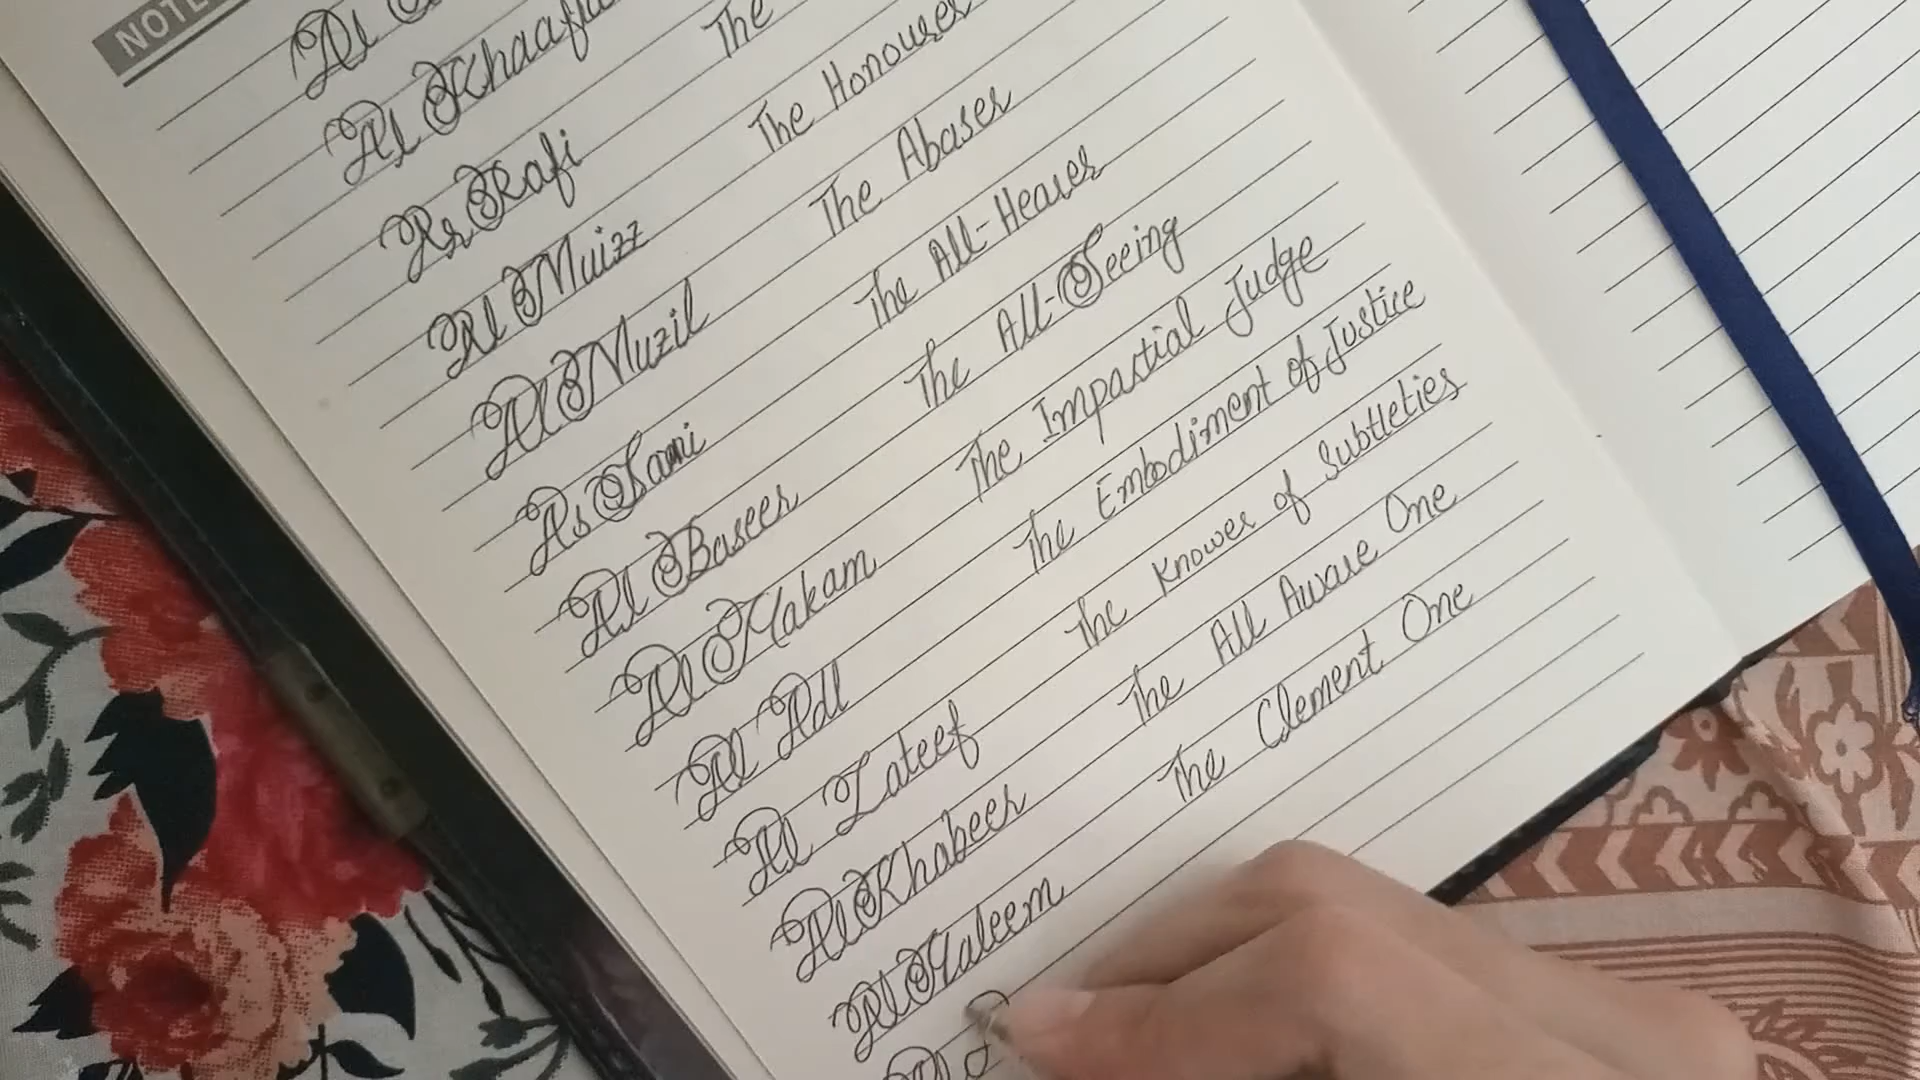 NOTE
Al
Al Khaafid
Ar Rafi The
Al Muizz The Honourer
Al Muzil The Abaser
As Sami The All-Hearer
Al Baseer The All-Seeing
Al Hakam The Impartial Judge
Al Adl The Embodiment of Justice
Al Lateef The Knower of Subtleties
Al Khabeer The All Aware One
Al Haleem The Clement One
Al